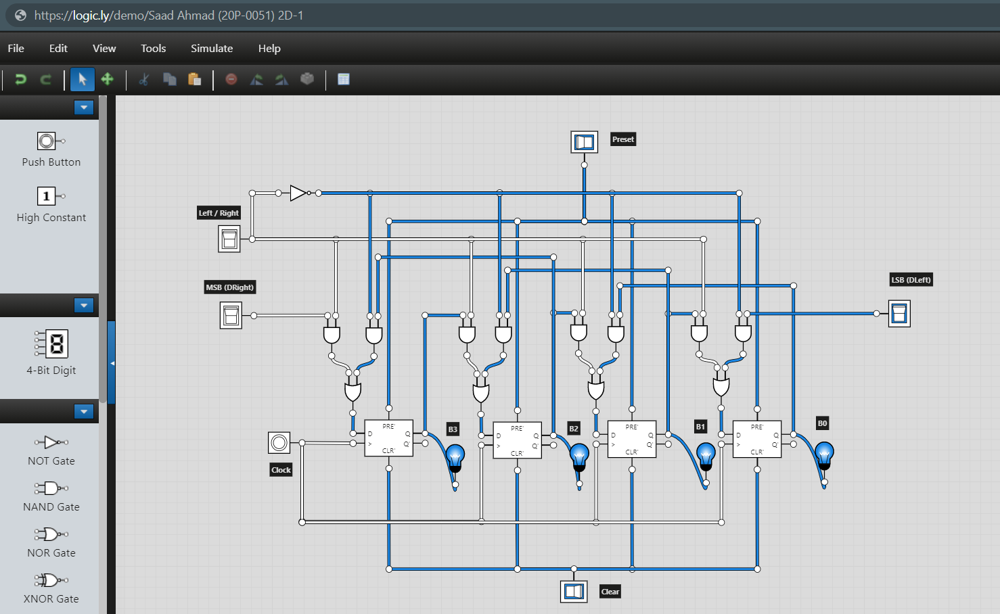 https://logic.ly/demo/Saad Ahmad (20P-0051) 2D-1
File Edit View Tools Simulate Help
Push Button
1
High Constant
8
4-Bit Digit
NOT Gate
NAND Gate
NOR Gate
XNOR Gate
Preset
Left / Right
MSB (DRight)
LSB (DLeft)
PRE'
D Q
> Q'
CLR'
B3
PRE'
D Q
> Q'
CLR'
B2
PRE'
D Q
> Q'
CLR'
B1
PRE'
D Q
> Q'
CLR'
B0
Clock
Clear